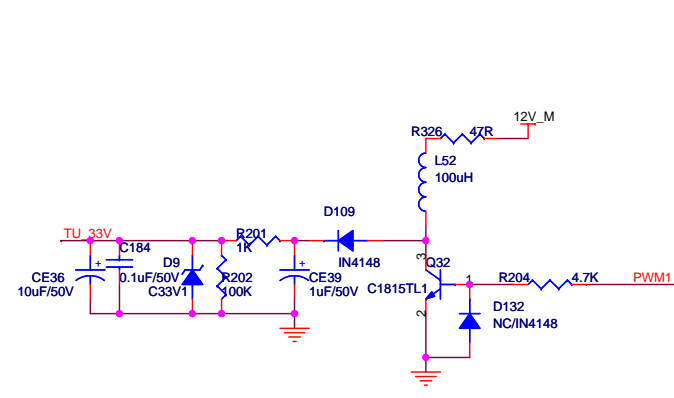 12V_M
R326 47R
L52
100uH
D109
TU_33V
R201
1K
C184
D9
IN4148
3
Q32
CE36
0.1uF/50V
R202
CE39
1
R204 4.7K PWM1
10uF/50V
C33V1
100K
1uF/50V
C1815TL1
2
D132
NC/IN4148